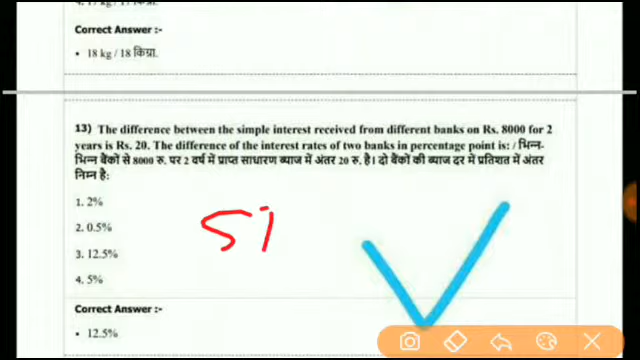 Correct Answer :-
• 18 kg / 18 किग्रा.
13) The difference between the simple interest received from different banks on Rs. 8000 for 2
years is Rs. 20. The difference of the interest rates of two banks in percentage point is: / भिन्न-
भिन्न बैंकों से 8000 रु. पर 2 वर्ष में प्राप्त साधारण ब्याज में अंतर 20 रु. है। दो बैंकों की ब्याज दर में प्रतिशत में अंतर
निम्न है:
1. 2%
2. 0.5%
3. 12.5%
4. 5%
Correct Answer :-
• 12.5%